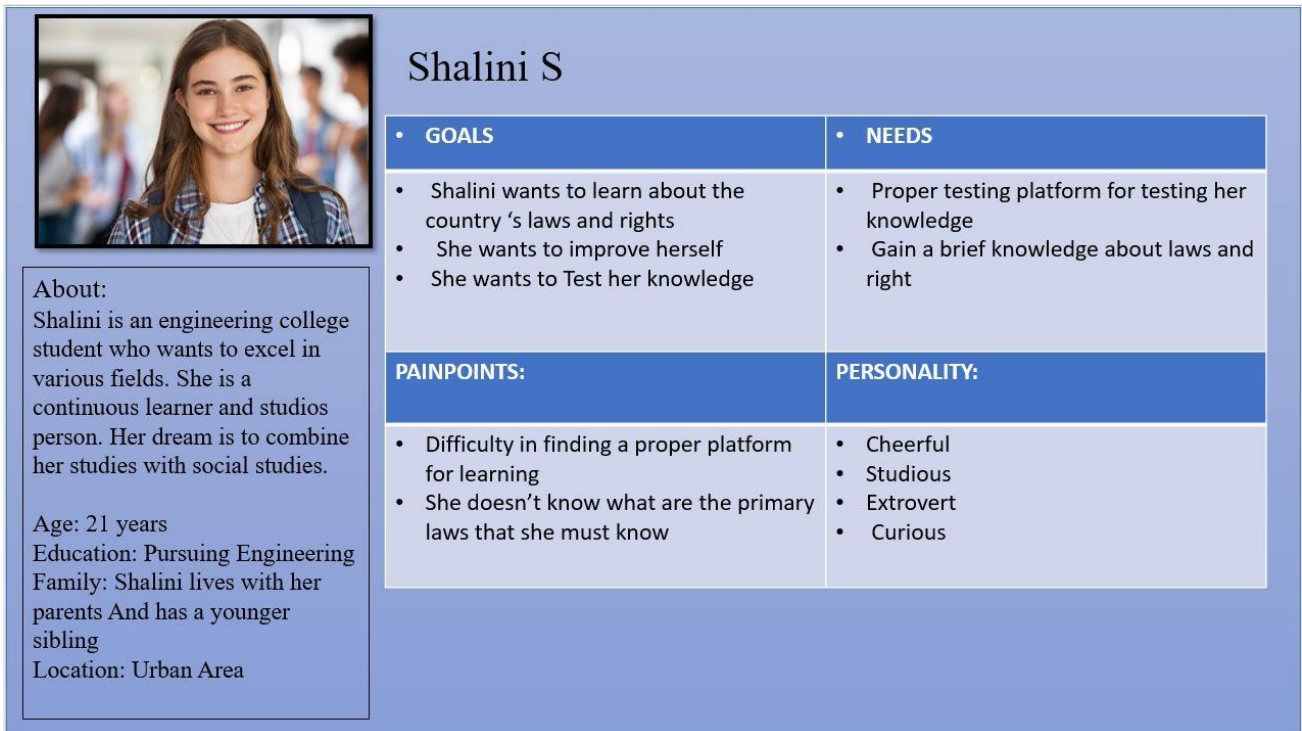 Shalini S
• GOALS
• Shalini wants to learn about the
country ‘s laws and rights
• She wants to improve herself
• She wants to Test her knowledge
• NEEDS
• Proper testing platform for testing her
knowledge
• Gain a brief knowledge about laws and
right
PAINPOINTS:
• Difficulty in finding a proper platform
for learning
• She doesn’t know what are the primary
laws that she must know
PERSONALITY:
• Cheerful
• Studious
• Extrovert
• Curious
About:
Shalini is an engineering college
student who wants to excel in
various fields. She is a
continuous learner and studios
person. Her dream is to combine
her studies with social studies.
Age: 21 years
Education: Pursuing Engineering
Family: Shalini lives with her
parents And has a younger
sibling
Location: Urban Area